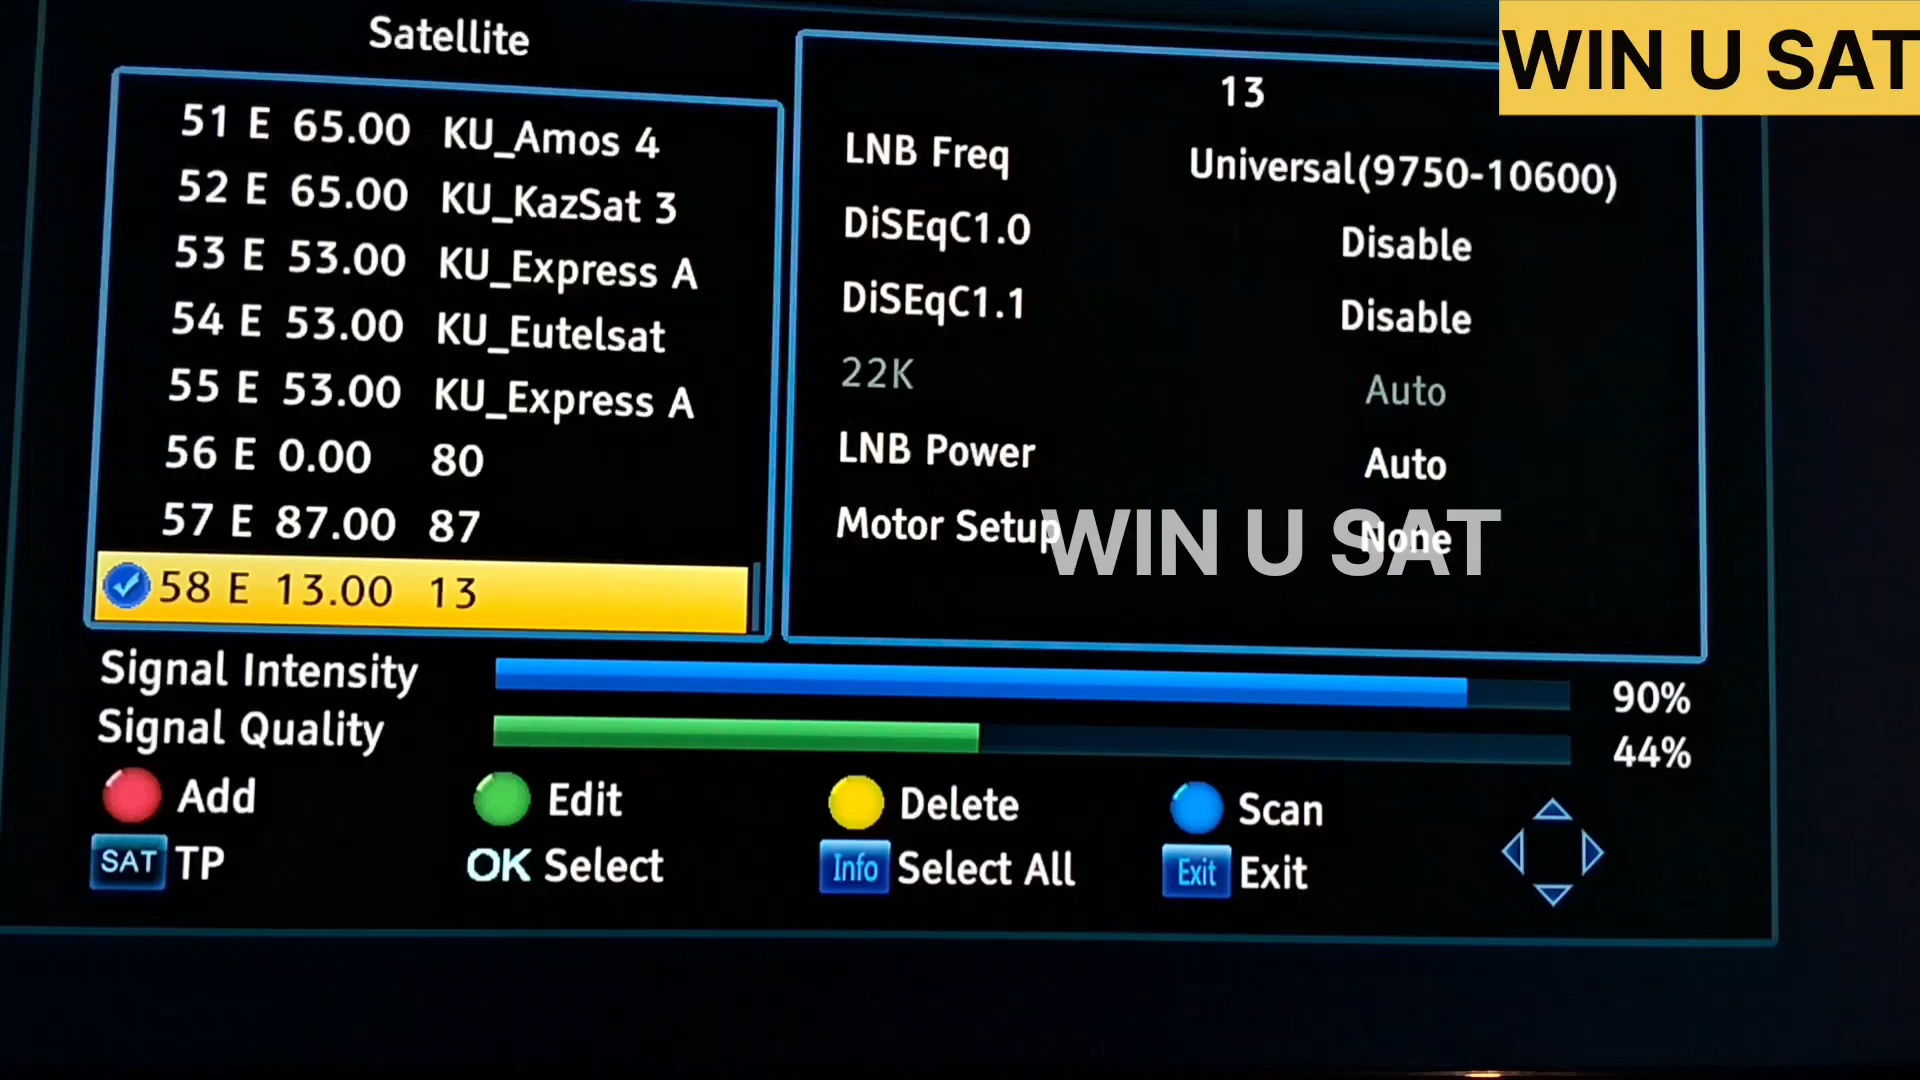 WIN U SAT
Satellite
51 E 65.00 KU_Amos 4
52 E 65.00 KU_KazSat 3
53 E 53.00 KU_Express A
54 E 53.00 KU_Eutelsat
55 E 53.00 KU_Express A
56 E 0.00 80
57 E 87.00 87
58 E 13.00 13
13
LNB Freq Universal(9750-10600)
DiSEqC1.0 Disable
DiSEqC1.1 Disable
22K Auto
LNB Power Auto
Motor Setup None
WIN U SAT
Signal Intensity 90%
Signal Quality 44%
Add Edit Delete Scan
SAT TP OK Select Info Select All Exit Exit